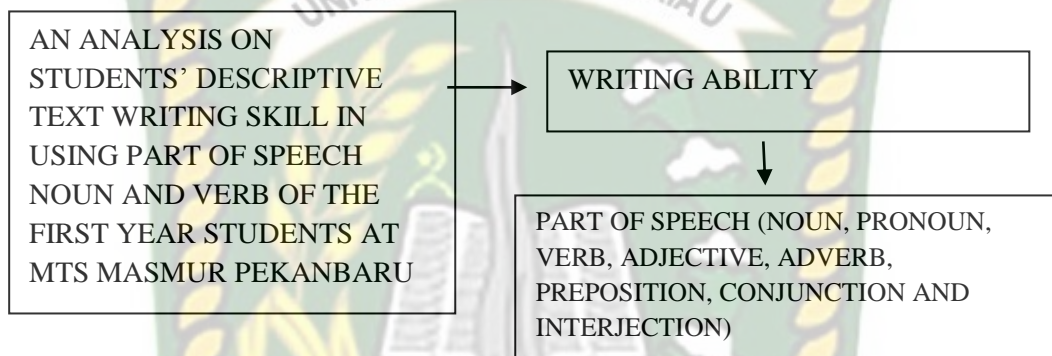 AN ANALYSIS ON
STUDENTS' DESCRIPTIVE
TEXT WRITING SKILL IN
USING PART OF SPEECH
NOUN AND VERB OF THE
FIRST YEAR STUDENTS AT
MTS MASMUR PEKANBARU
WRITING ABILITY
PART OF SPEECH (NOUN, PRONOUN,
VERB, ADJECTIVE, ADVERB,
PREPOSITION, CONJUNCTION AND
INTERJECTION)